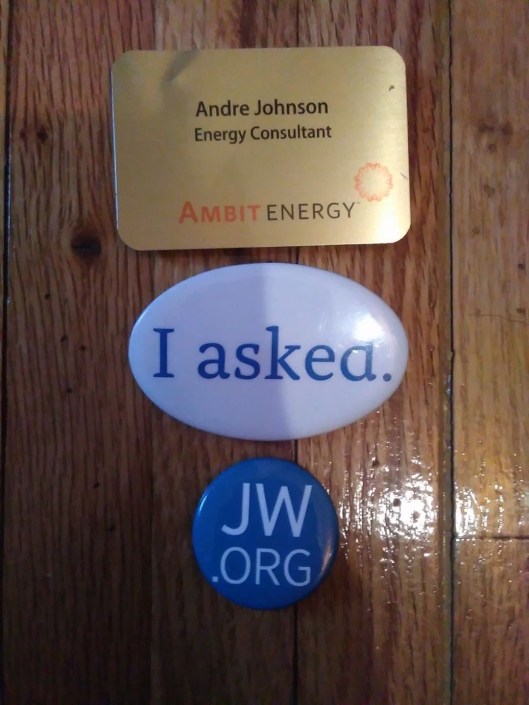 Andre Johnson
Energy Consultant
AMBIT ENERGY
I asked.
JW
.ORG